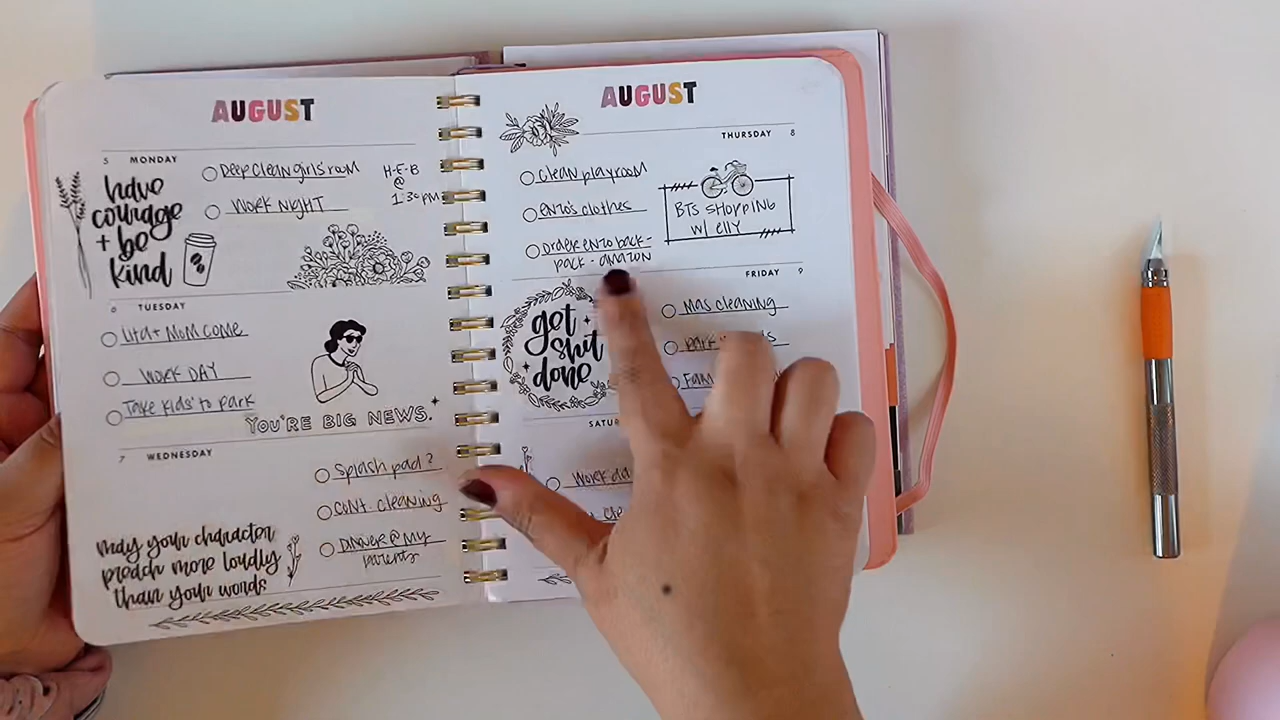 AUGUST
5 MONDAY
have
courage
+ be
kind
Deep clean girls room
WORK NIGHT
H-E-B
@
1:30 PM
6 TUESDAY
Lita + Mom come
WORK DAY
Take kids to park
YOU'RE BIG NEWS.
7 WEDNESDAY
splash pad?
CONT. cleaning
DINNER @ MY
parents
may your character
preach more loudly
than your words
AUGUST
THURSDAY 8
clean playroom
ENZO's clothes
Order ENZO back-
pack - amazon
BTS SHOPPING
w/ Elly
FRIDAY 9
get
shit
done
Mas cleaning
park
Fam
SATU
WORK da